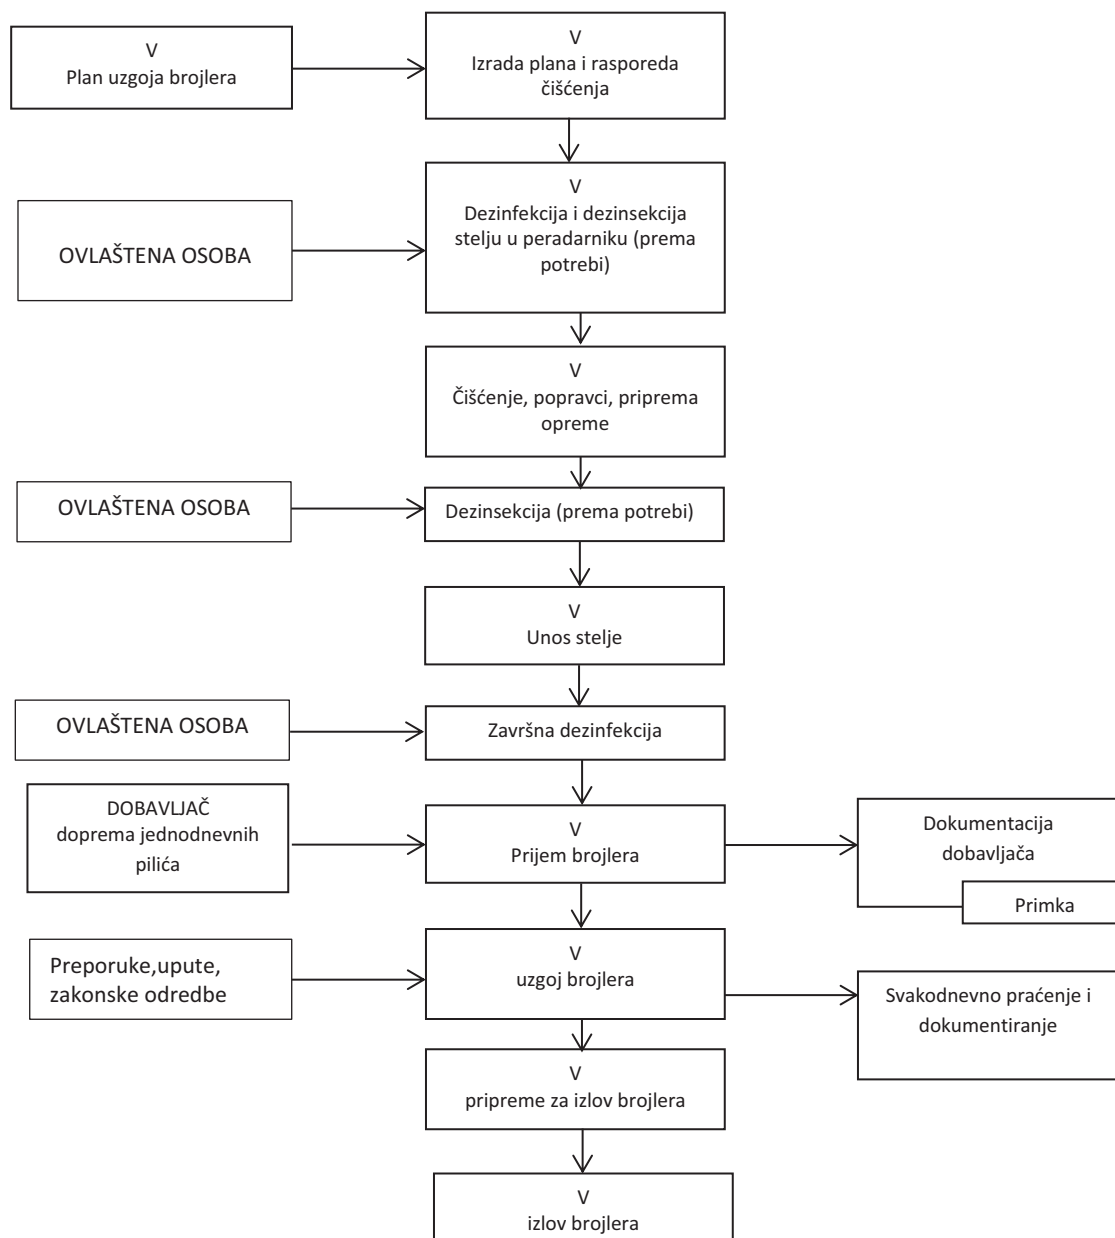 V
Plan uzgoja brojlera
V
Izrada plana i rasporeda
čišćenja
OVLAŠTENA OSOBA
V
Dezinfekcija i dezinsekcija
stelju u peradarniku (prema
potrebi)
V
Čišćenje, popravci, priprema
opreme
OVLAŠTENA OSOBA
Dezinsekcija (prema potrebi)
V
Unos stelje
OVLAŠTENA OSOBA
Završna dezinfekcija
DOBAVLJAČ
doprema jednodnevnih
pilića
V
Prijem brojlera
Dokumentacija
dobavljača
Primka
Preporuke,upute,
zakonske odredbe
V
uzgoj brojlera
Svakodnevno praćenje i
dokumentiranje
V
pripreme za izlov brojlera
V
izlov brojlera